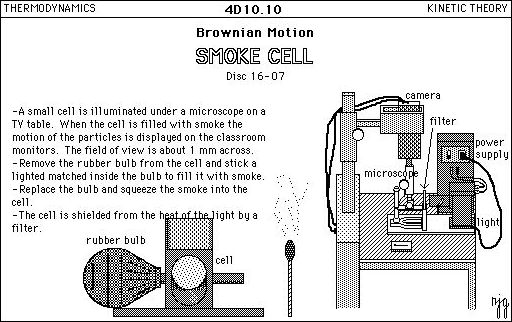 THERMODYNAMICS
4D10.10
KINETIC THEORY
Brownian Motion
SMOKE CELL
Disc 16-07
-A small cell is illuminated under a microscope on a
TV table. When the cell is filled with smoke the
motion of the particles is displayed on the classroom
monitors. The field of view is about 1 mm across.
-Remove the rubber bulb from the cell and stick a
lighted matched inside the bulb to fill it with smoke.
-Replace the bulb and squeeze the smoke into the
cell.
-The cell is shielded from the heat of the light by a
filter.
camera
filter
power
supply
microscope
light
rubber bulb
cell
njg